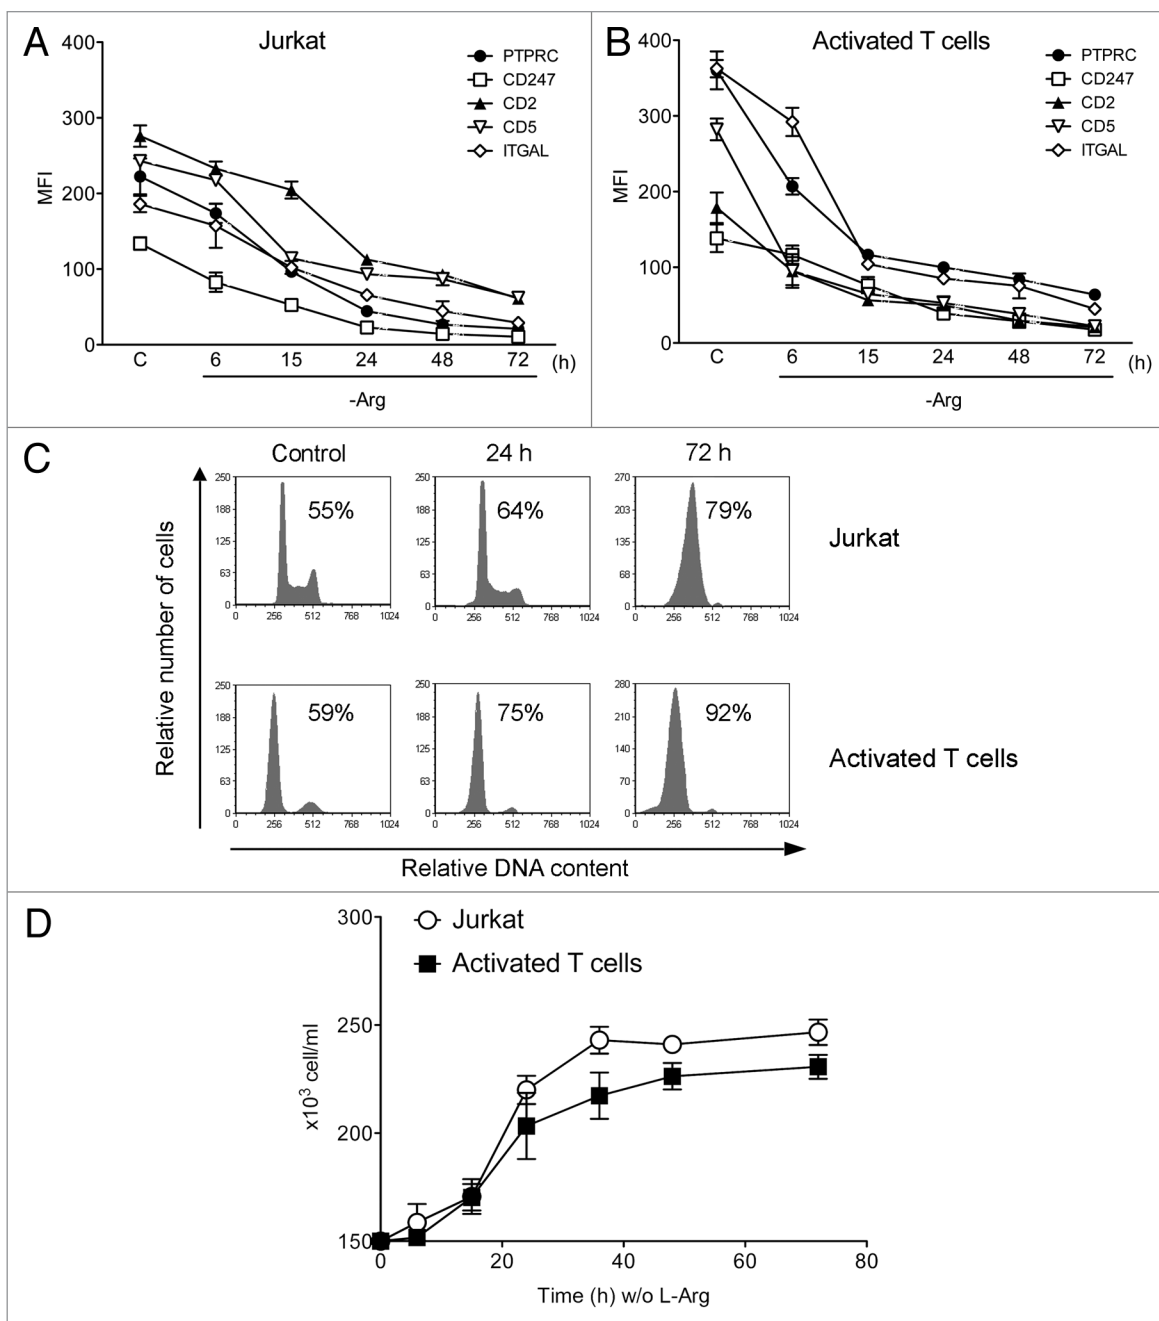 A
Jurkat
400
300
200
100
0
MFI
PTPRC
CD247
CD2
CD5
ITGAL
C 6 15 24 48 72 (h)
-Arg
B
Activated T cells
400
300
200
100
0
MFI
PTPRC
CD247
CD2
CD5
ITGAL
C 6 15 24 48 72 (h)
-Arg
C
Control 24 h 72 h
Relative number of cells
250
188
125
63
0
55%
0 256 512 768 1024
250
188
125
63
0
64%
0 256 512 768 1024
270
203
135
68
0
79%
0 256 512 768 1024
Jurkat
250
188
125
63
0
59%
0 256 512 768 1024
250
188
125
63
0
75%
0 256 512 768 1024
280
210
140
70
0
92%
0 256 512 768 1024
Activated T cells
Relative DNA content
D
Jurkat
Activated T cells
300
250
200
150
x10³ cell/ml
0 20 40 60 80
Time (h) w/o L-Arg